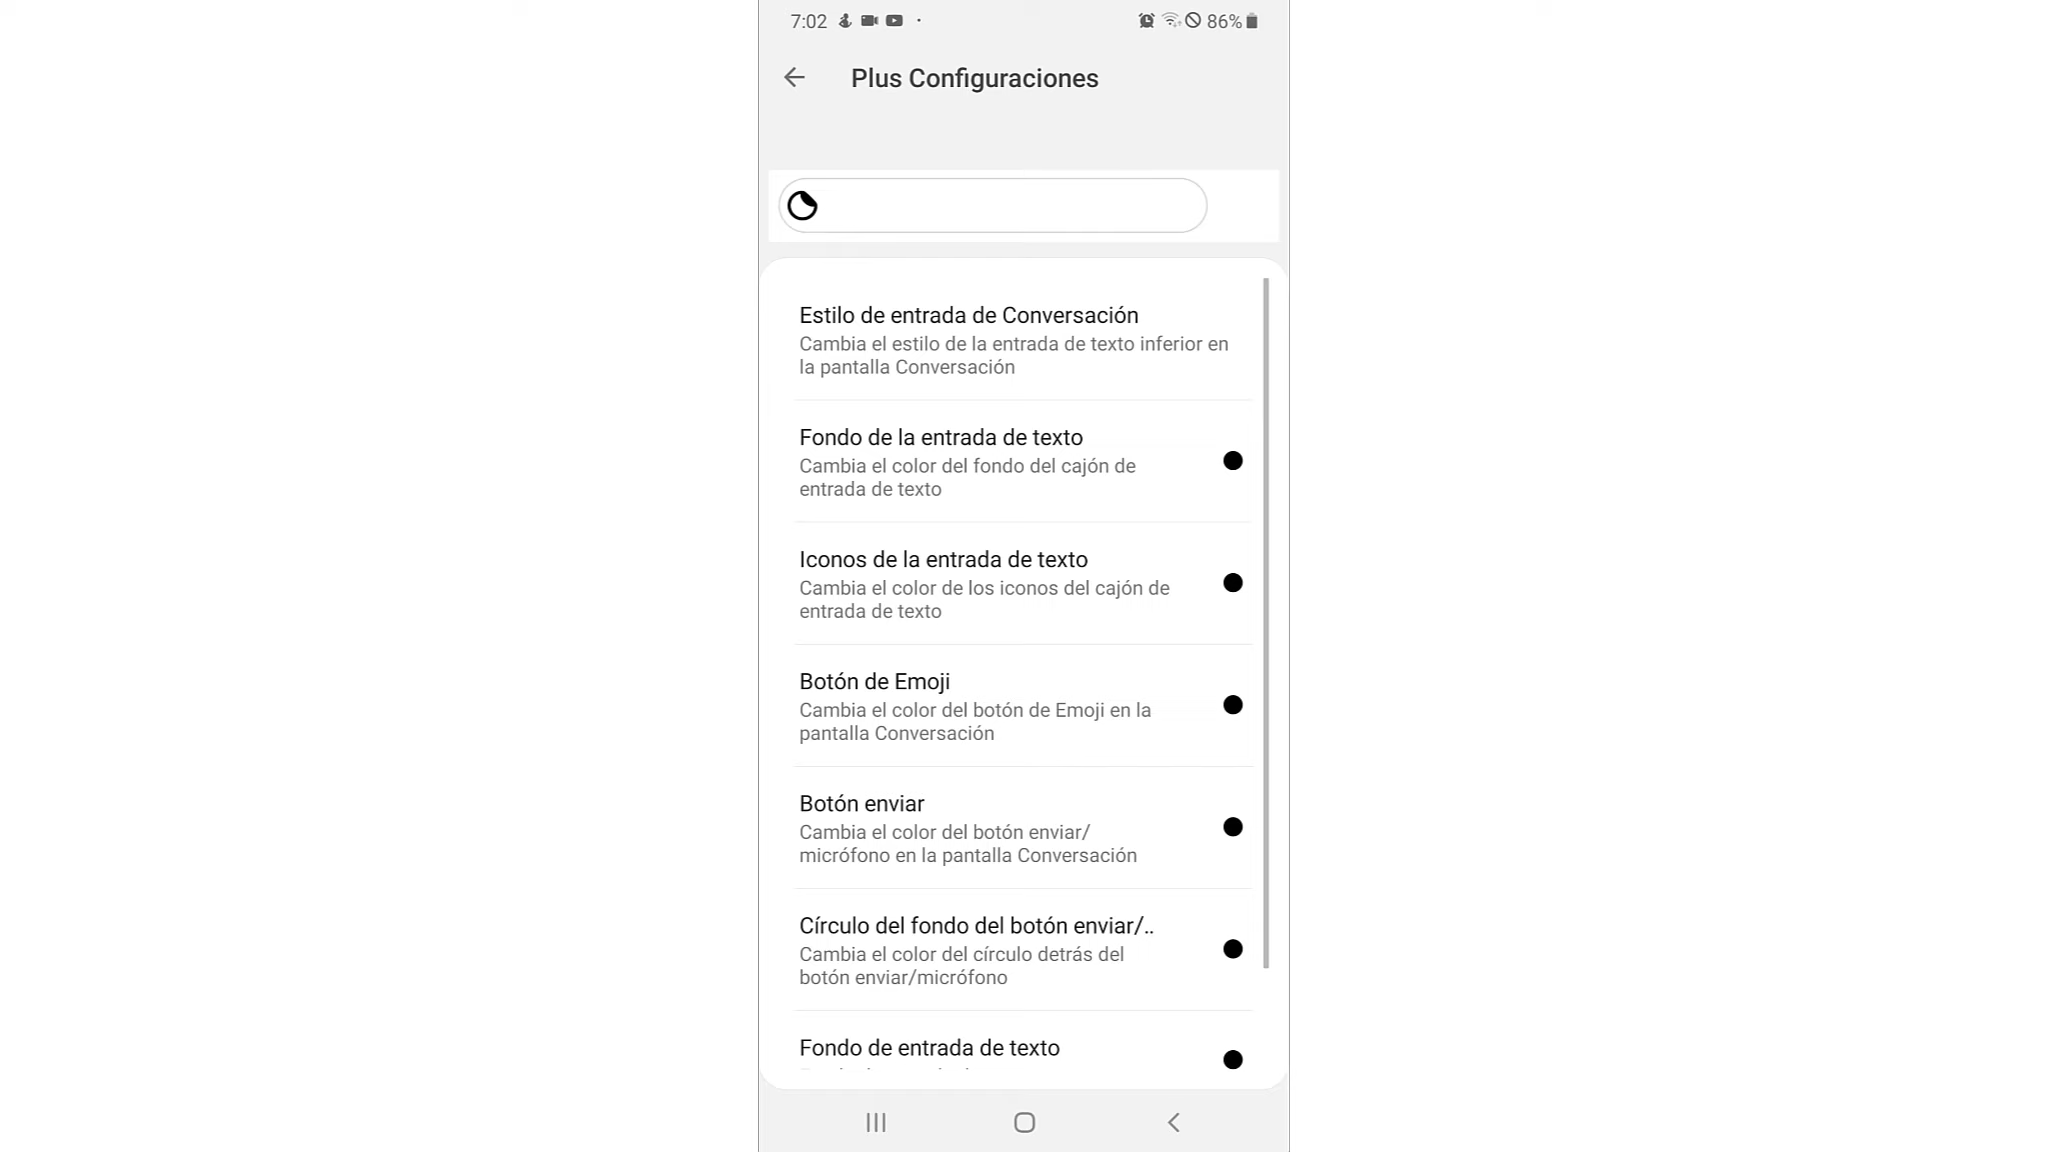 7:02
86%
Plus Configuraciones
Estilo de entrada de Conversación
Cambia el estilo de la entrada de texto inferior en
la pantalla Conversación
Fondo de la entrada de texto
Cambia el color del fondo del cajón de
entrada de texto
Iconos de la entrada de texto
Cambia el color de los iconos del cajón de
entrada de texto
Botón de Emoji
Cambia el color del botón de Emoji en la
pantalla Conversación
Botón enviar
Cambia el color del botón enviar/
micrófono en la pantalla Conversación
Círculo del fondo del botón enviar/..
Cambia el color del círculo detrás del
botón enviar/micrófono
Fondo de entrada de texto